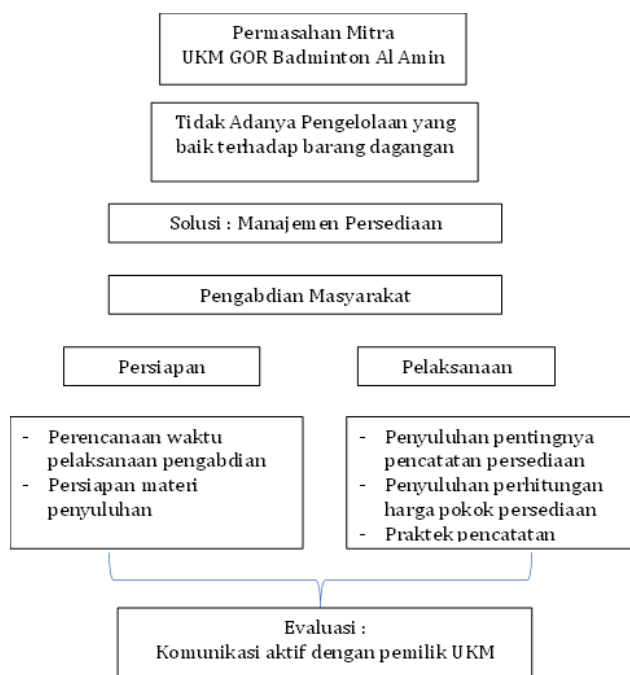 Permasahan Mitra
UKM GOR Badminton Al Amin
Tidak Adanya Pengelolaan yang
baik terhadap barang dagangan
Solusi : Manajemen Persediaan
Pengabdian Masyarakat
Persiapan
Pelaksanaan
- Perencanaan waktu
pelaksanaan pengabdian
- Persiapan materi
penyuluhan
- Penyuluhan pentingnya
pencatatan persediaan
- Penyuluhan perhitungan
harga pokok persediaan
- Praktek pencatatan
Evaluasi :
Komunikasi aktif dengan pemilik UKM